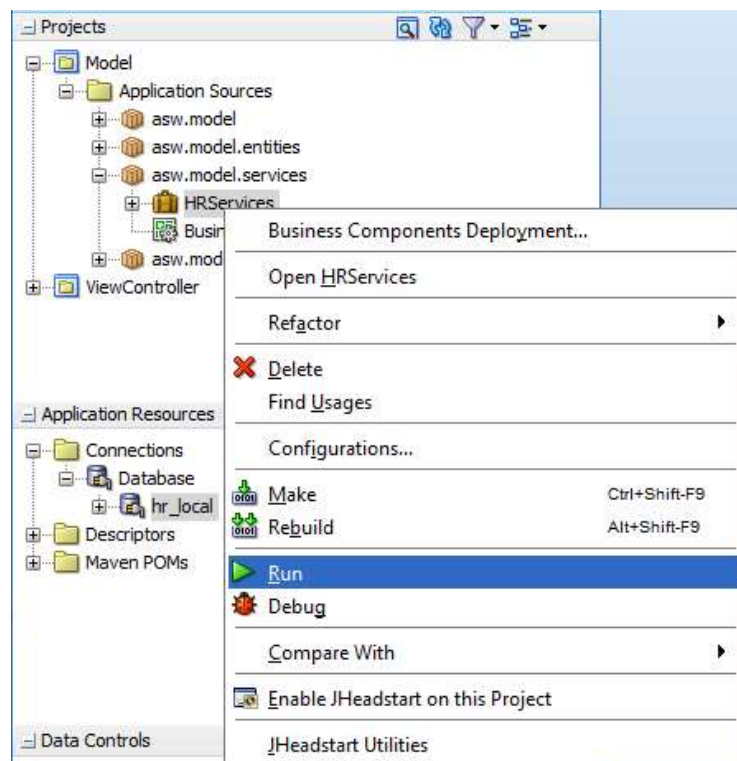 Projects
Model
Application Sources
asw.model
asw.model.entities
asw.model.services
HRServices
Busin
asw.mod
ViewController
Application Resources
Connections
Database
hr_local
Descriptors
Maven POMs
Data Controls
Business Components Deployment...
Open HRServices
Refactor
Delete
Find Usages
Configurations...
Make Ctrl+Shift-F9
Rebuild Alt+Shift-F9
Run
Debug
Compare With
Enable JHeadstart on this Project
JHeadstart Utilities